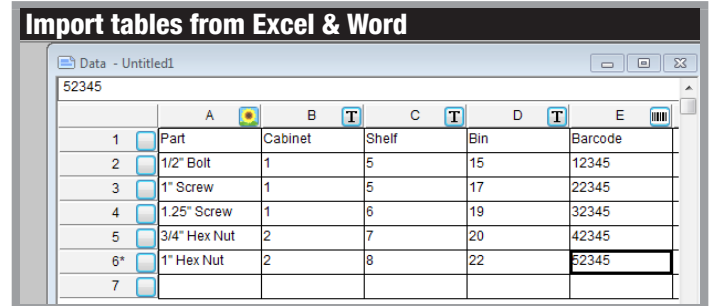 Import tables from Excel & Word
Data - Untitled1
52345
A B T C T D T E
1 Part Cabinet Shelf Bin Barcode
2 1/2" Bolt 1 5 15 12345
3 1" Screw 1 5 17 22345
4 1.25" Screw 1 6 19 32345
5 3/4" Hex Nut 2 7 20 42345
6* 1" Hex Nut 2 8 22 52345
7